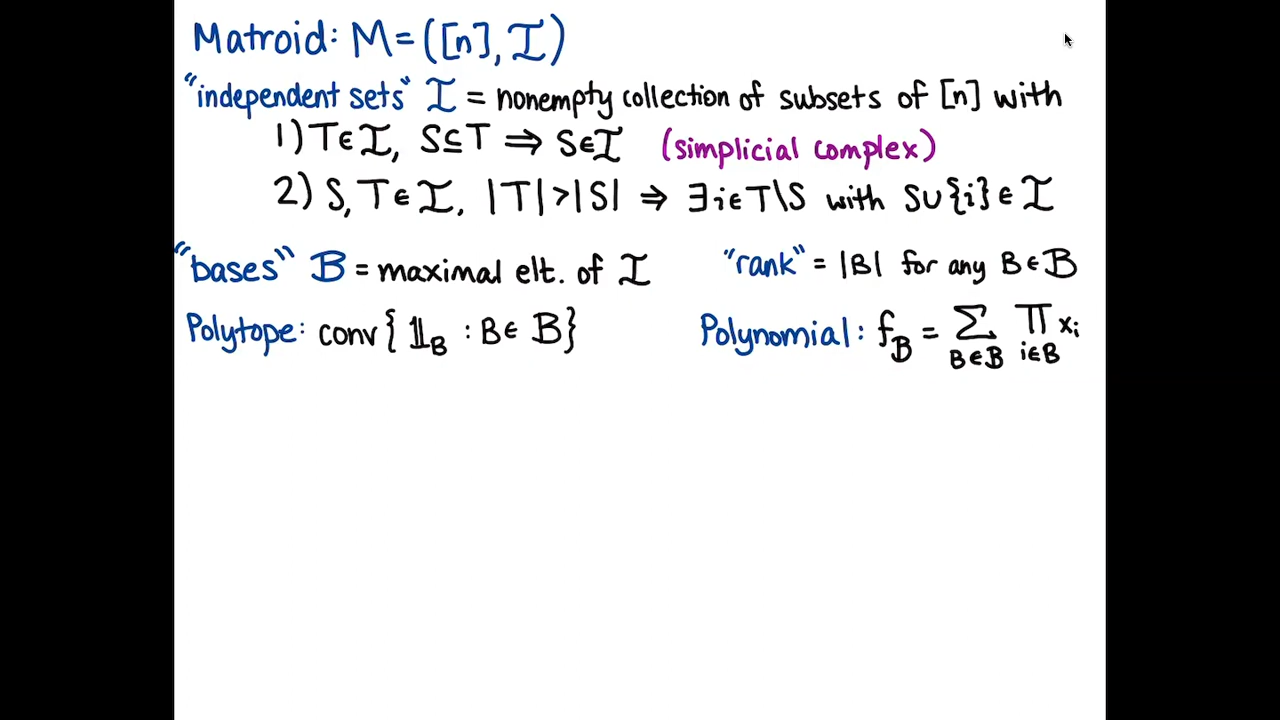 Matroid: M = ([n], ℐ)
"independent sets" ℐ = nonempty collection of subsets of [n] with
1) T∈ℐ, S⊆T ⇒ S∈ℐ (simplicial complex)
2) S, T∈ℐ, |T|>|S| ⇒ ∃i∈T\S with S∪{i}∈ℐ
"bases" ℬ = maximal elt. of ℐ "rank" = |B| for any B∈ℬ
Polytope: conv{𝟙_B : B∈ℬ} Polynomial: f_ℬ = ∑_{B∈ℬ} ∏_{i∈B} x_i